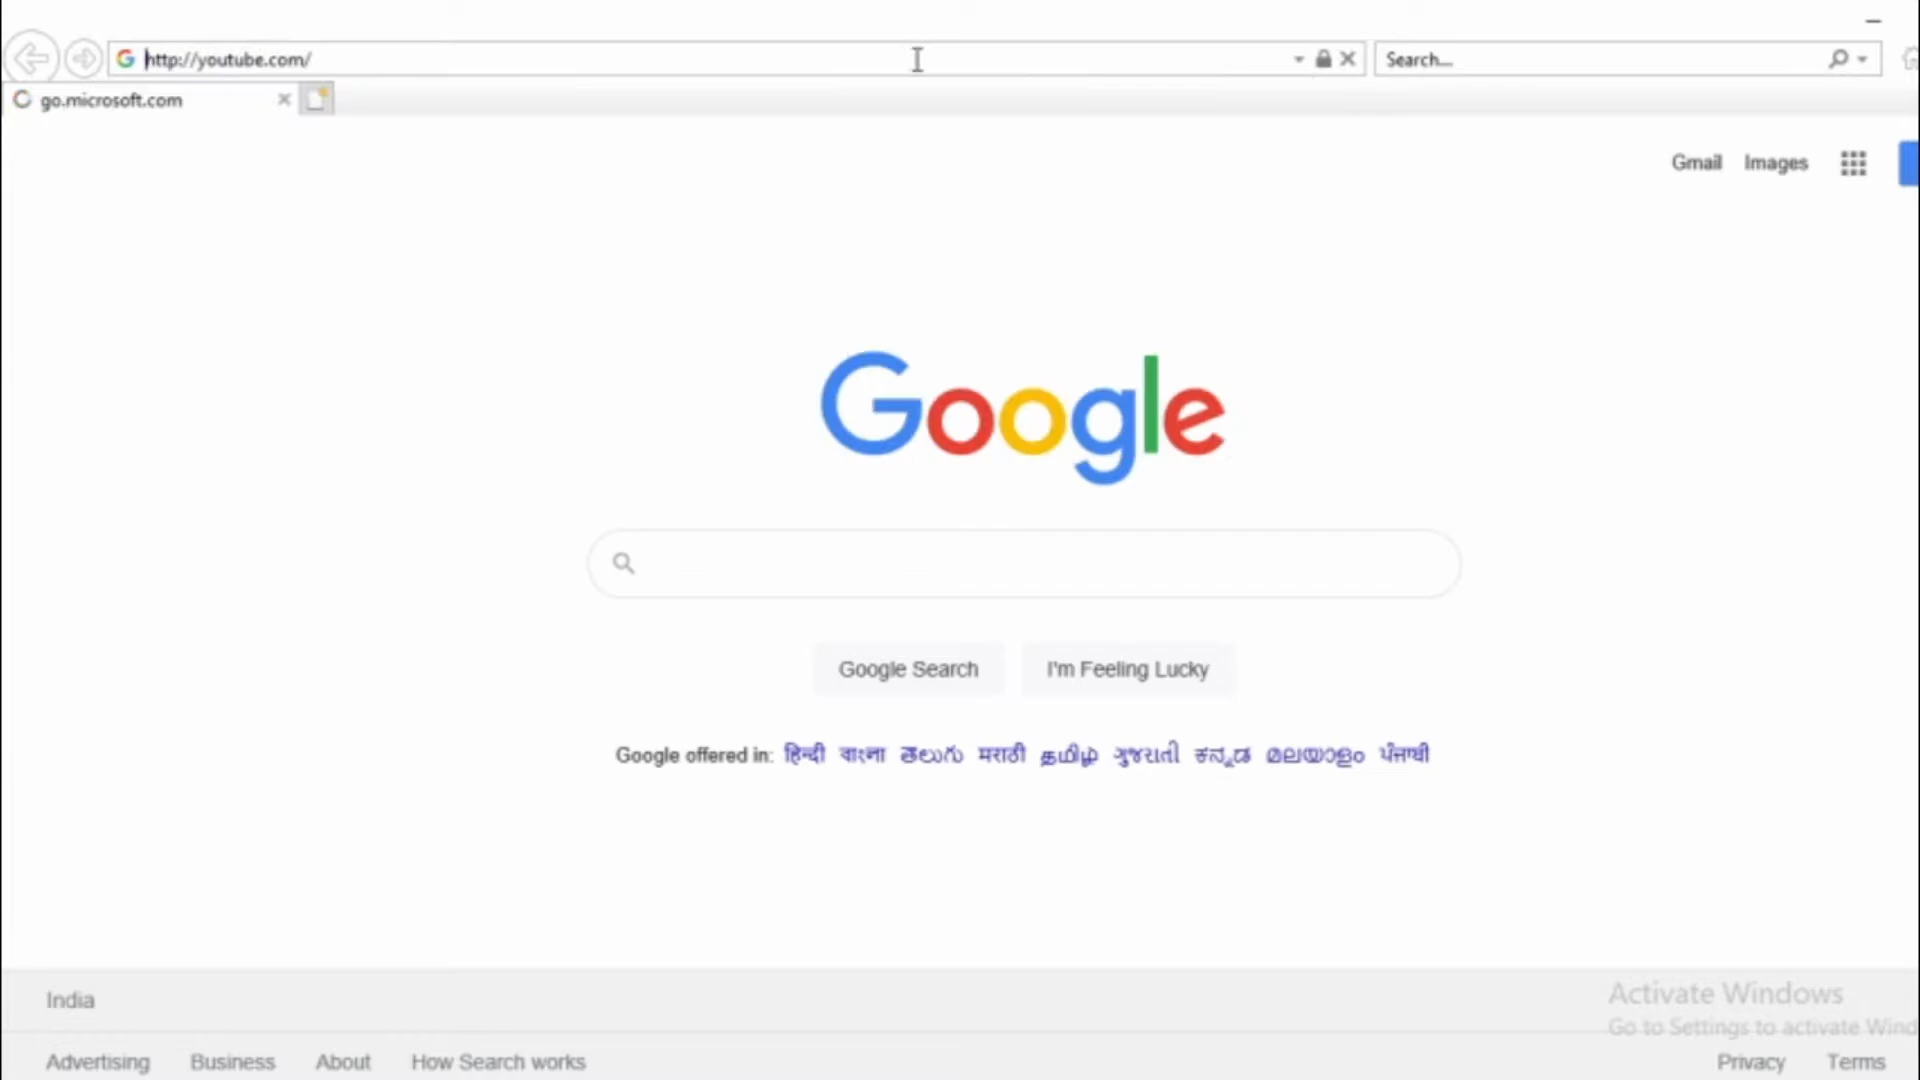 http://youtube.com/
Search...
go.microsoft.com
Gmail Images
Google
Google Search I'm Feeling Lucky
Google offered in: हिन्दी বাংলা తెలుగు मराठी தமிழ் ગુજરાતી ಕನ್ನಡ മലയാളം ਪੰਜਾਬੀ
India
Activate Windows
Go to Settings to activate Wind
Advertising Business About How Search works Privacy Terms